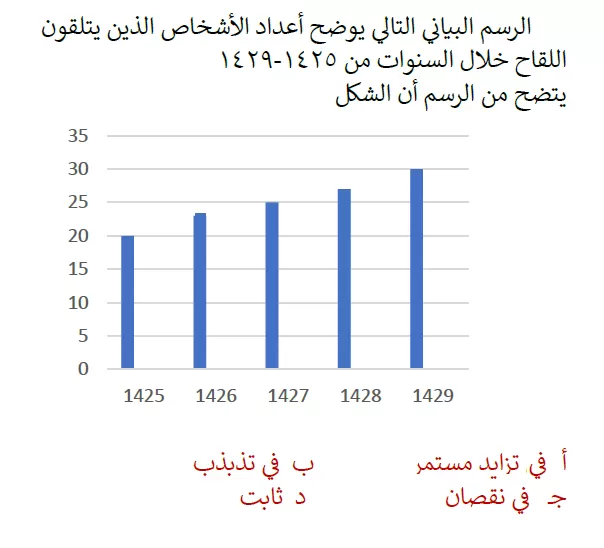 الرسم البياني التالي يوضح أعداد الأشخاص الذين يتلقون
اللقاح خلال السنوات من ١٤٢٥-١٤٢٩
يتضح من الرسم أن الشكل
35
30
25
20
15
10
5
0
1425 1426 1427 1428 1429
أ في تزايد مستمر ب في تذبذب
جـ في نقصان د ثابت